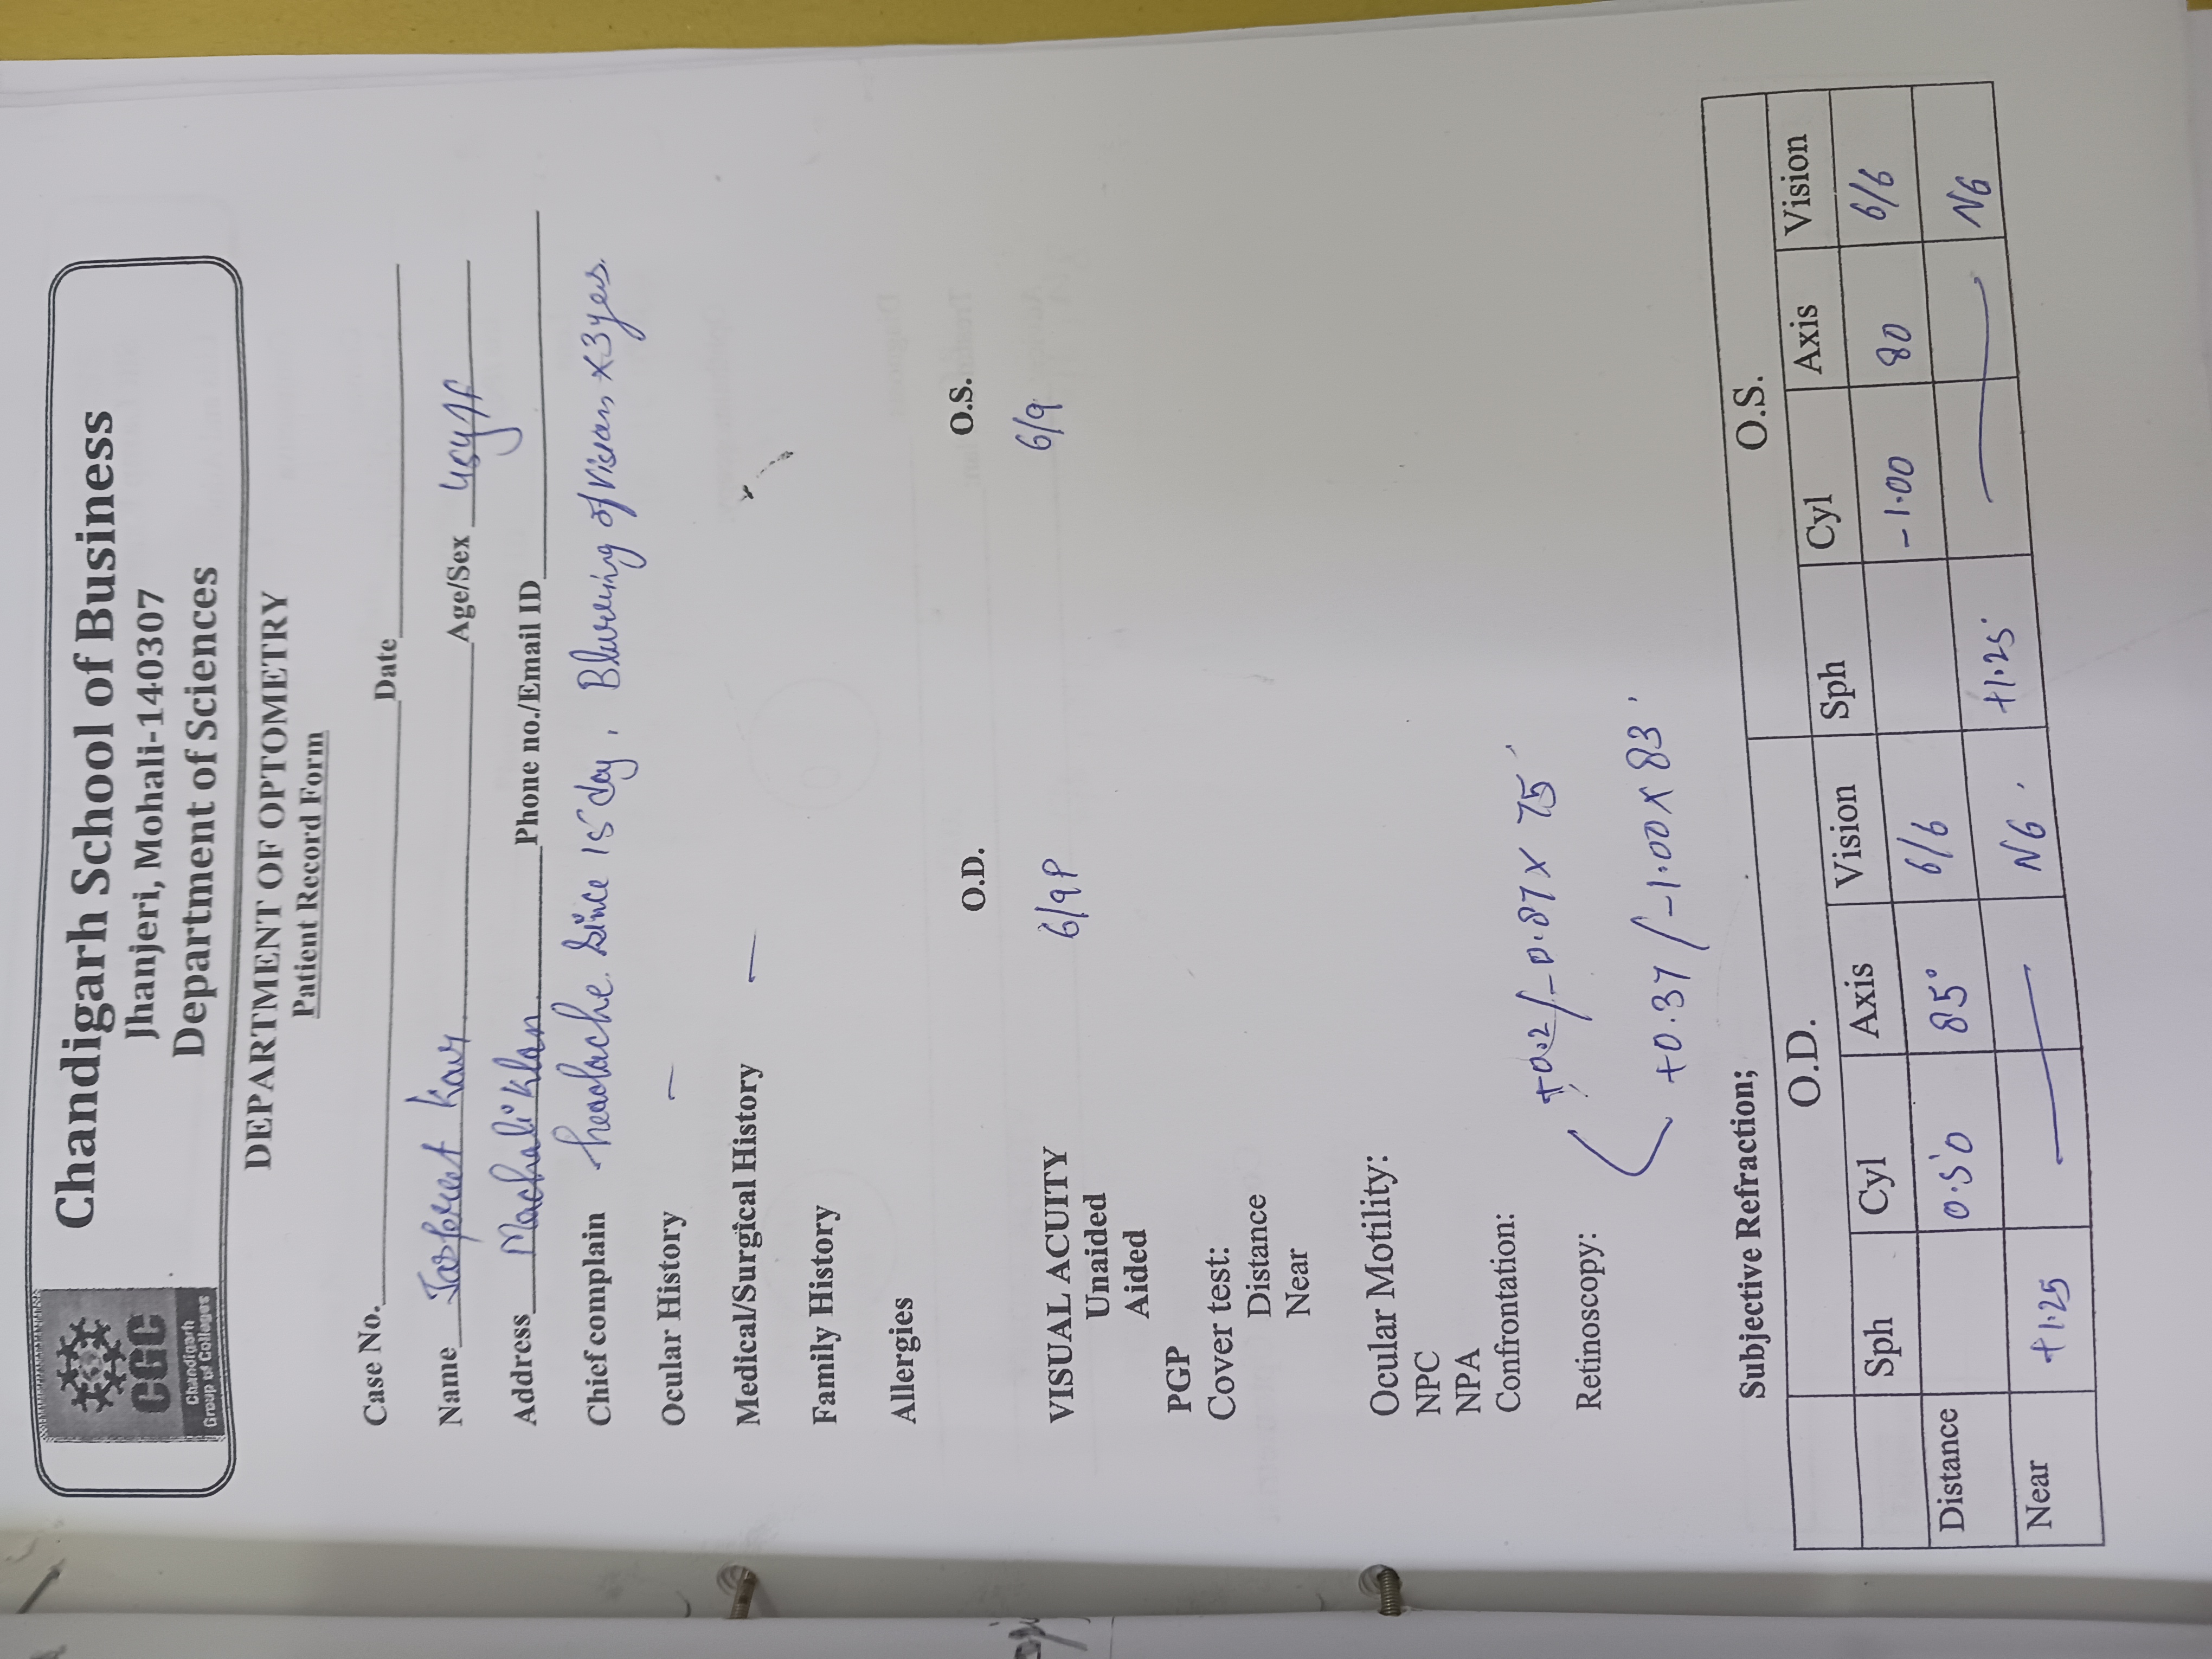 CGC
Chandigarh
Group of Colleges
Chandigarh School of Business
Jhanjeri, Mohali-140307
Department of Sciences
DEPARTMENT OF OPTOMETRY
Patient Record Form
Case No. Date
Name Jaspreet Kaur Age/Sex 45y/F
Address Machali Klan Phone no./Email ID
Chief complain headache. Since 15 day, Blurring of Vision x 3 years.
Ocular History –
Medical/Surgical History –
Family History
Allergies
O.D. O.S.
VISUAL ACUITY 6/9P 6/9
Unaided
Aided
PGP
Cover test:
Distance
Near
Ocular Motility:
NPC
NPA
Confrontation:
+0.2/-0.87 x 75
Retinoscopy:
+0.37/-1.00 x 83
Subjective Refraction;
O.D. O.S.
Sph Cyl Axis Vision Sph Cyl Axis Vision
Distance 0.50 85° 6/6 -1.00 80 6/6
Near +1.25 — N6 +1.25 — N6